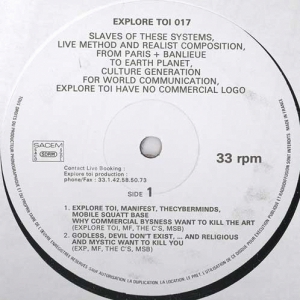 EXPLORE TOI 017
SLAVES OF THESE SYSTEMS,
LIVE METHOD AND REALIST COMPOSITION,
FROM PARIS + BANLIEUE
TO EARTH PLANET,
CULTURE GENERATION
FOR WORLD COMMUNICATION,
EXPLORE TOI HAVE NO COMMERCIAL LOGO
SACEM
SDRM
Contact Live Booking :
Explore toi production :
phone/Fax : 33.1.42.58.50.73
SIDE 1
33 rpm
1. EXPLORE TOI, MANIFEST, THECYBERMINDS,
MOBILE SQUATT BASE
WHY COMMERCIAL BYSNESS WANT TO KILL THE ART
(EXPLORE TOI, MF, THE C'S, MSB)
2. GODLESS, DEVIL DON'T EXIST, ... AND RELIGIOUS
AND MYSTIC WANT TO KILL YOU
(EXP, MF, THE C'S, MSB)